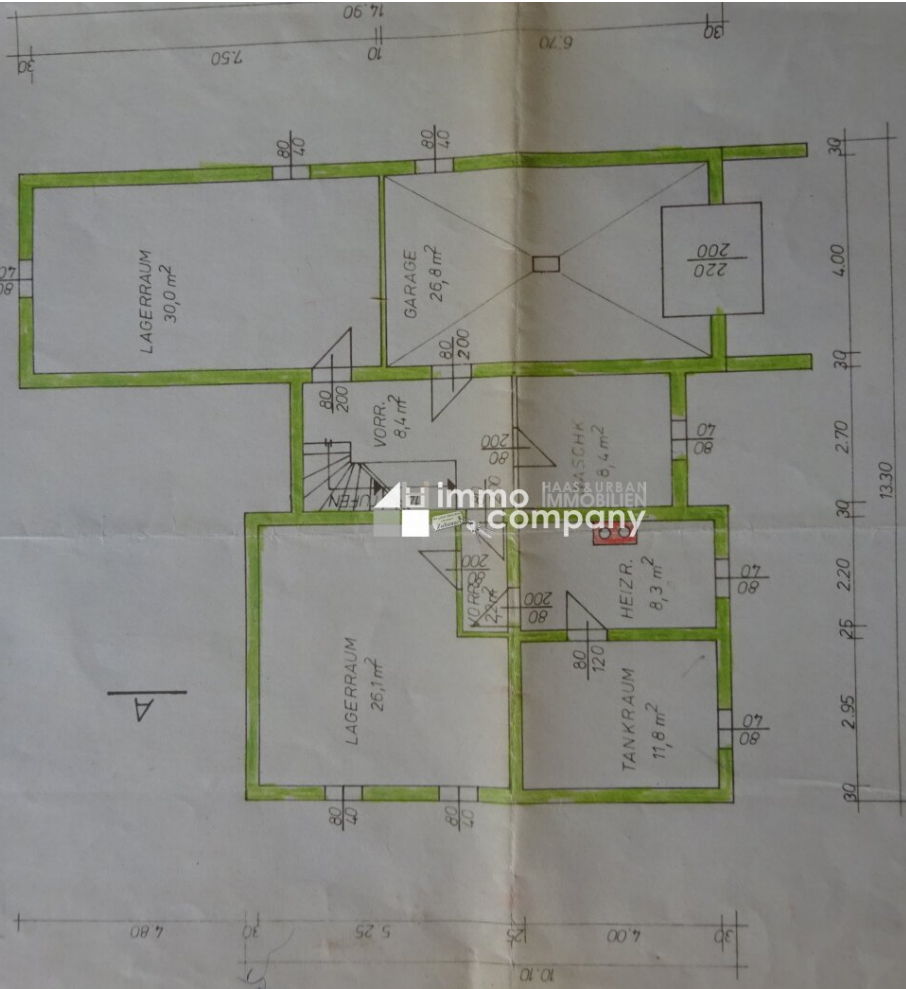 14.90
30
7.50
10
6.70
30
80
40
80
40
30
40
80
LAGERRAUM
30,0 m²
GARAGE
26,8 m²
220
200
4.00
30
80
200
80
200
VORR.
8,4 m²
80
200
WASCHK
8,4 m²
40
80
2.70
13.30
30
immo
company
HAAS & URBAN
IMMOBILIEN
80
200
VORR.
80
200
HEIZR.
8,3 m²
40
80
2.20
25
80
120
LAGERRAUM
26,1 m²
TANKRAUM
11,8 m²
40
80
2.95
30
80
40
80
40
4.80
30
5.25
25
4.00
30
10.10